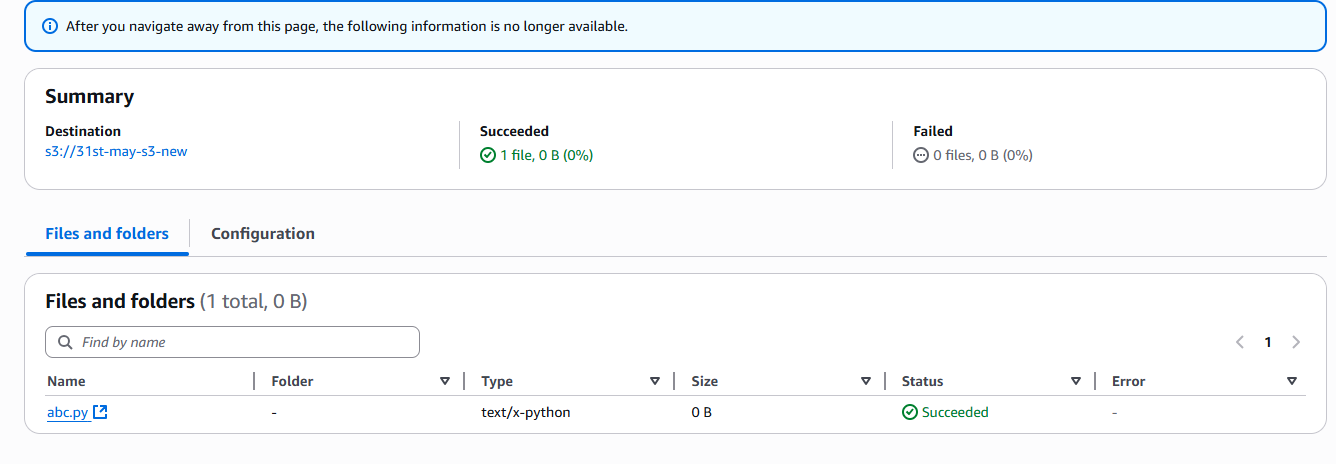 After you navigate away from this page, the following information is no longer available.
Summary
Destination
s3://31st-may-s3-new
Succeeded
1 file, 0 B (0%)
Failed
0 files, 0 B (0%)
Files and folders
Configuration
Files and folders (1 total, 0 B)
Find by name
1
Name Folder Type Size Status Error
abc.py - text/x-python 0 B Succeeded -